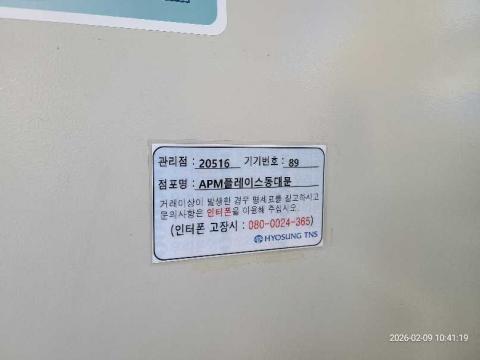 관리점 : 20516 기기번호 : 89
점포명 : APM플레이스동대문
거래이상이 발생한 경우 명세표를 참고하시고
문의사항은 인터폰을 이용해 주십시오.
(인터폰 고장시 : 080-0024-365)
HYOSUNG TNS
2026-02-09 10:41:19